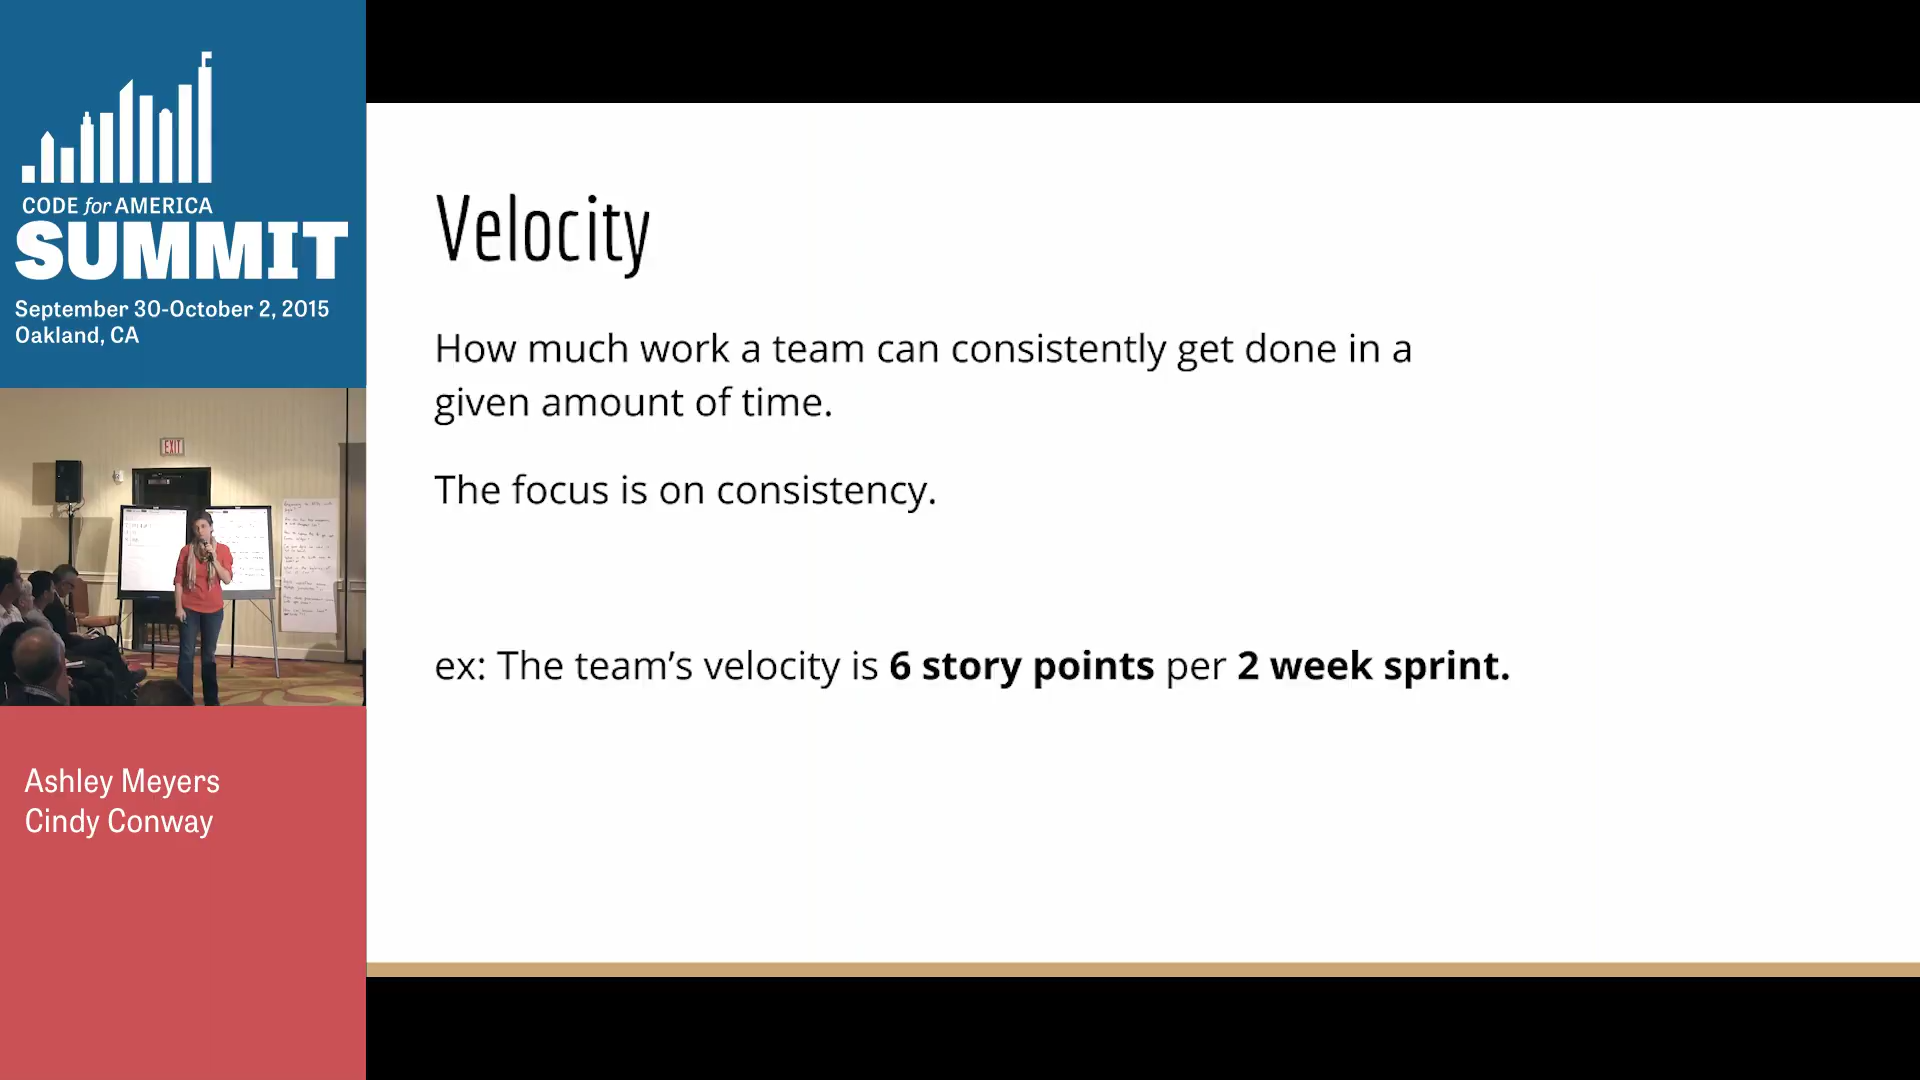 CODE for AMERICA
SUMMIT
September 30-October 2, 2015
Oakland, CA
EXIT
Ashley Meyers
Cindy Conway
Velocity
How much work a team can consistently get done in a
given amount of time.
The focus is on consistency.
ex: The team’s velocity is 6 story points per 2 week sprint.